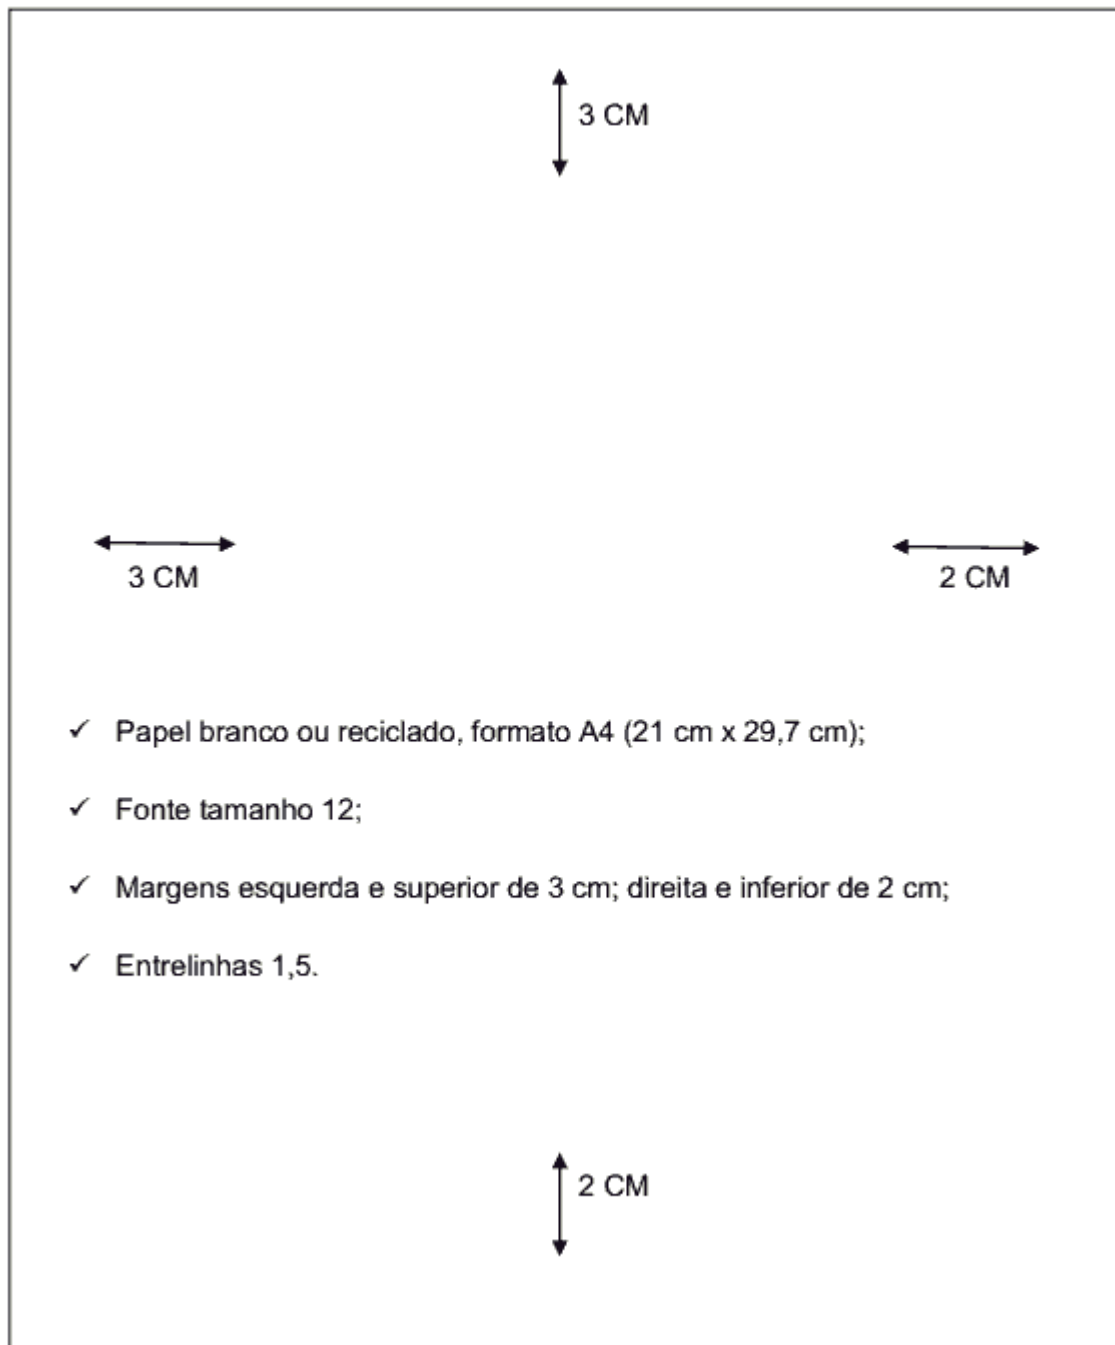 3 CM
3 CM
2 CM
✓ Papel branco ou reciclado, formato A4 (21 cm x 29,7 cm);
✓ Fonte tamanho 12;
✓ Margens esquerda e superior de 3 cm; direita e inferior de 2 cm;
✓ Entrelinhas 1,5.
2 CM